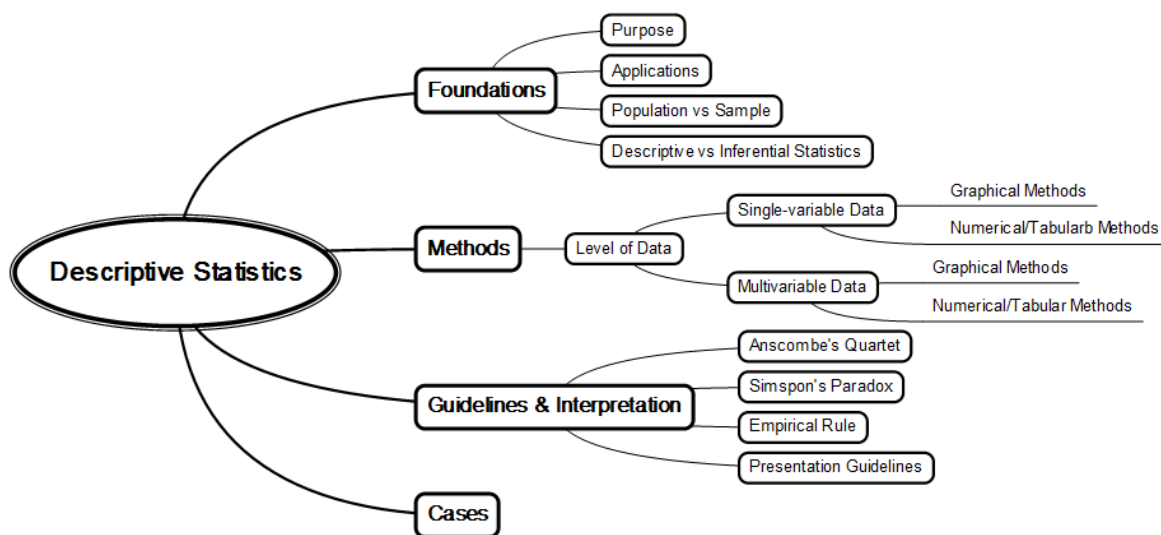 Purpose
Applications
Foundations
Population vs Sample
Descriptive vs Inferential Statistics
Descriptive Statistics
Methods
Level of Data
Single-variable Data
Graphical Methods
Numerical/Tabularb Methods
Multivariable Data
Graphical Methods
Numerical/Tabular Methods
Guidelines & Interpretation
Anscombe's Quartet
Simspon's Paradox
Empirical Rule
Presentation Guidelines
Cases